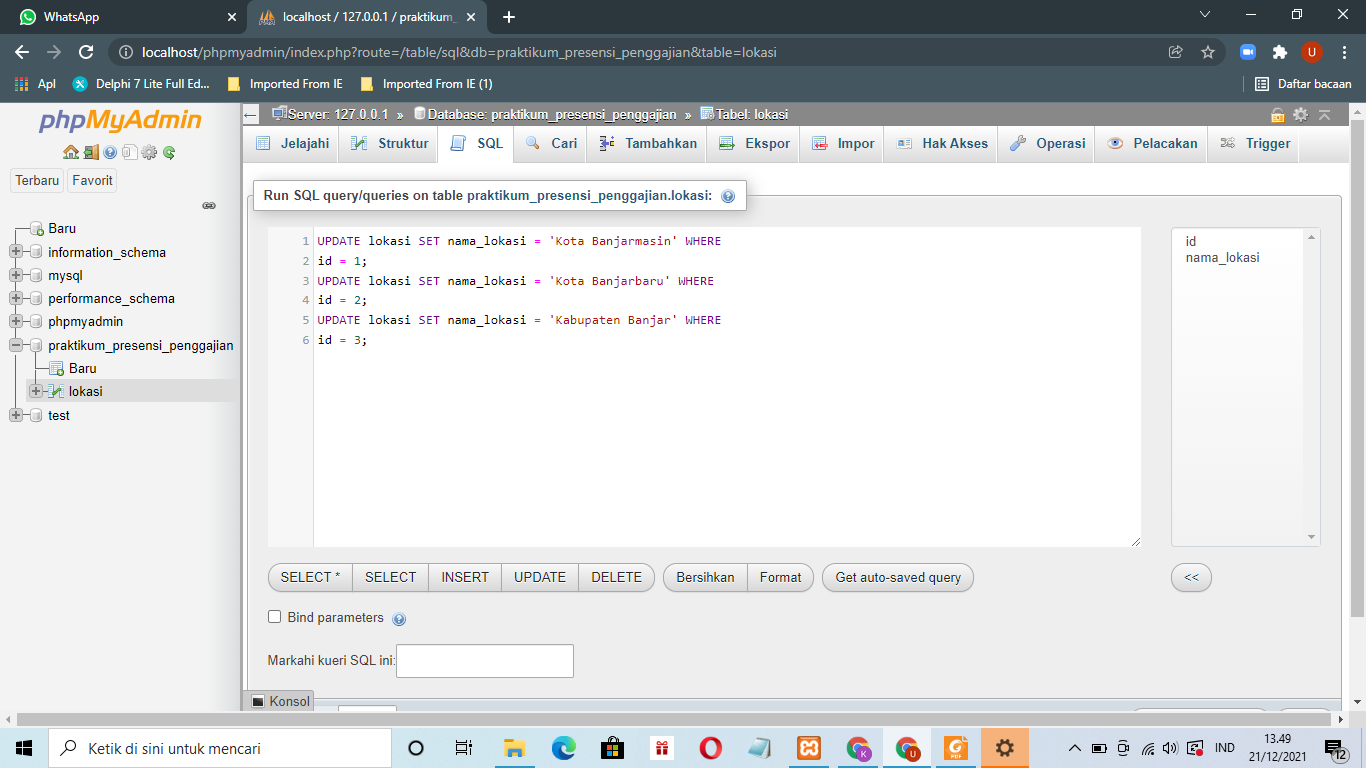 WhatsApp
localhost / 127.0.0.1 / praktikum_
localhost/phpmyadmin/index.php?route=/table/sql&db=praktikum_presensi_penggajian&table=lokasi
U
Apl
Delphi 7 Lite Full Ed...
Imported From IE
Imported From IE (1)
Daftar bacaan
phpMyAdmin
Terbaru
Favorit
Baru
information_schema
mysql
performance_schema
phpmyadmin
praktikum_presensi_penggajian
Baru
lokasi
test
Server: 127.0.0.1 » Database: praktikum_presensi_penggajian » Tabel: lokasi
Jelajahi
Struktur
SQL
Cari
Tambahkan
Ekspor
Impor
Hak Akses
Operasi
Pelacakan
Trigger
Run SQL query/queries on table praktikum_presensi_penggajian.lokasi:
1 UPDATE lokasi SET nama_lokasi = 'Kota Banjarmasin' WHERE
2 id = 1;
3 UPDATE lokasi SET nama_lokasi = 'Kota Banjarbaru' WHERE
4 id = 2;
5 UPDATE lokasi SET nama_lokasi = 'Kabupaten Banjar' WHERE
6 id = 3;
id
nama_lokasi
SELECT *
SELECT
INSERT
UPDATE
DELETE
Bersihkan
Format
Get auto-saved query
<<
Bind parameters
Markahi kueri SQL ini:
Konsol
Ketik di sini untuk mencari
K
U
PDF
IND
13.49
21/12/2021
12